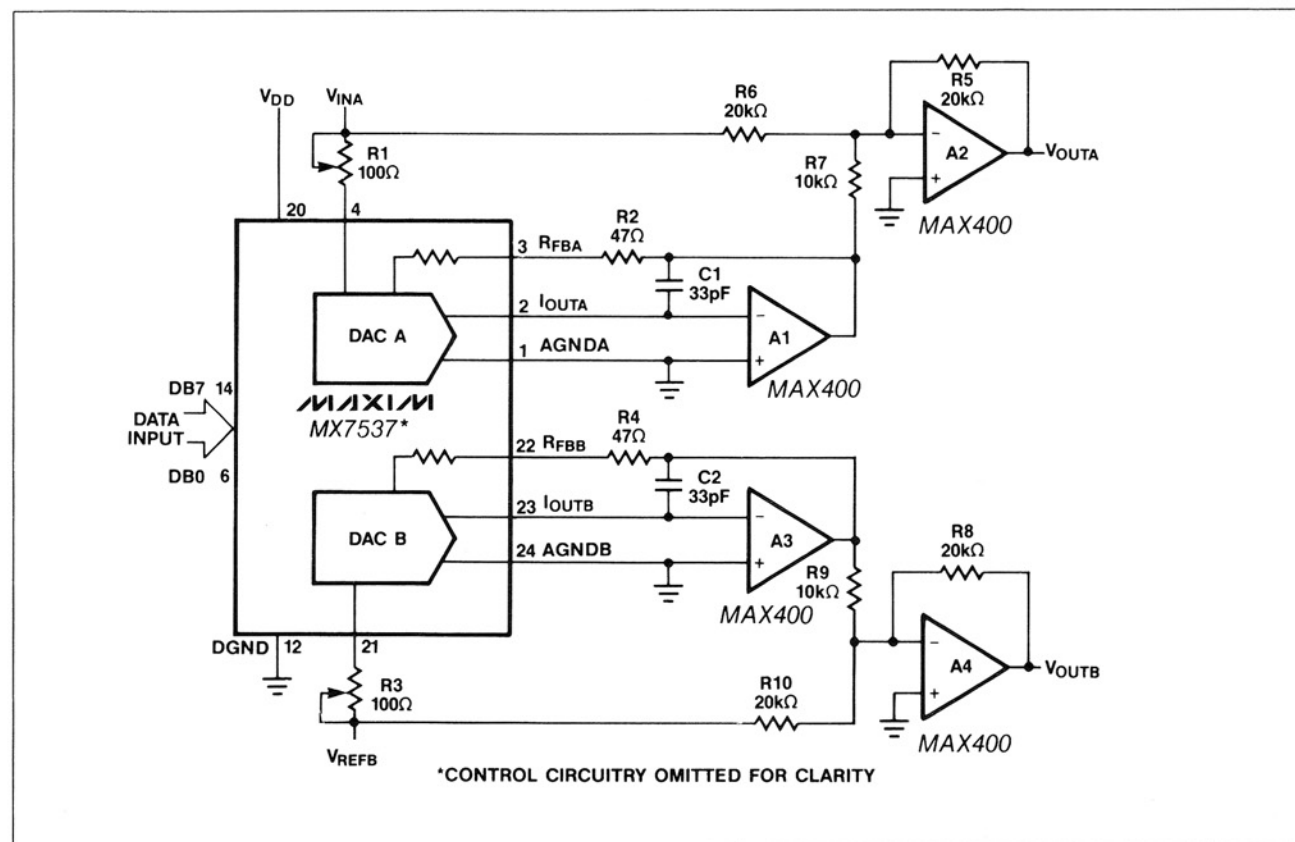 VDD
VINA
R1
100Ω
20
4
R6
20kΩ
R5
20kΩ
A2
VOUTA
MAX400
R7
10kΩ
R2
47Ω
3 RFBA
C1
33pF
2 IOUTA
1 AGNDA
A1
MAX400
DAC A
MAXIM
MX7537*
DB7 14
DATA
INPUT
DB0 6
R4
47Ω
22 RFBB
C2
33pF
23 IOUTB
24 AGNDB
A3
MAX400
DAC B
R8
20kΩ
R9
10kΩ
A4
VOUTB
MAX400
DGND
12
21
R3
100Ω
R10
20kΩ
VREFB
*CONTROL CIRCUITRY OMITTED FOR CLARITY
− + − + − + − +